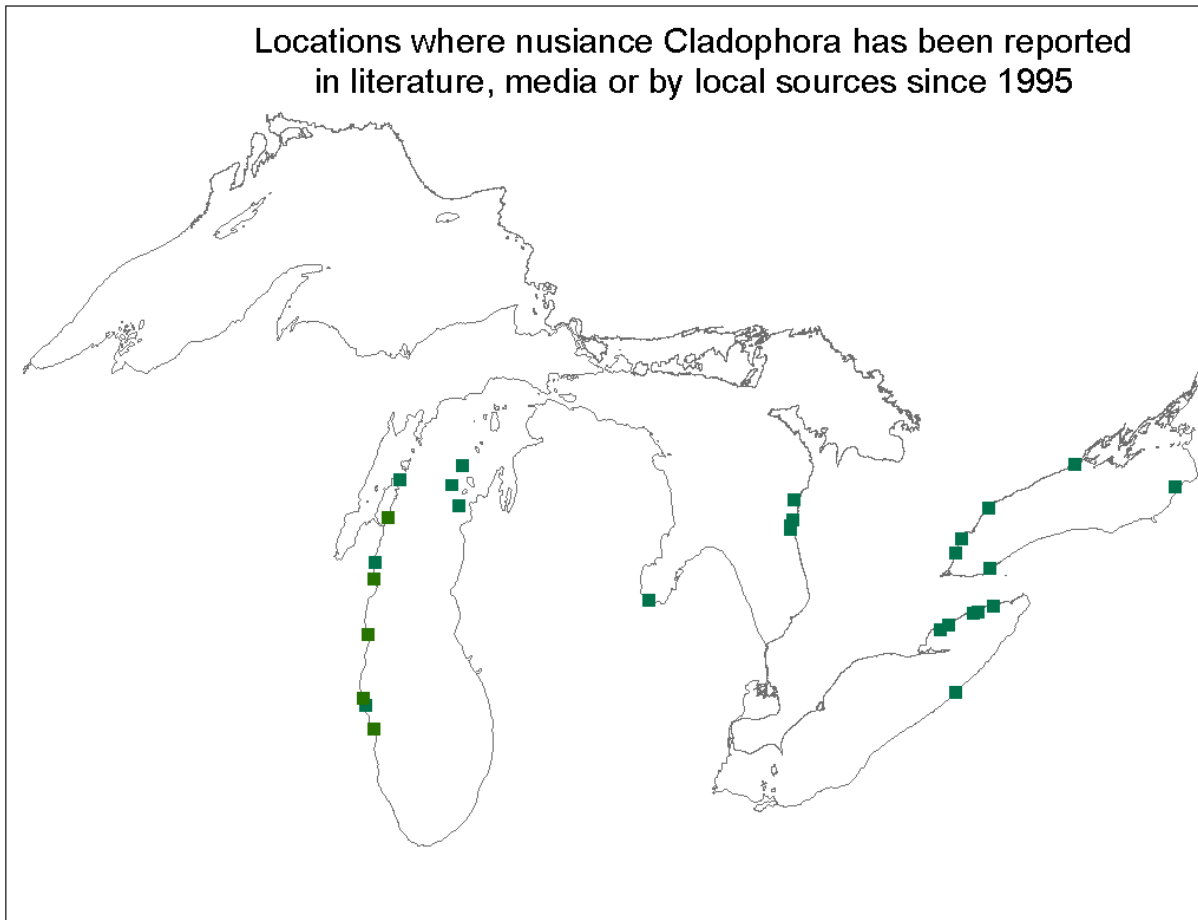 Locations where nusiance Cladophora has been reported
in literature, media or by local sources since 1995